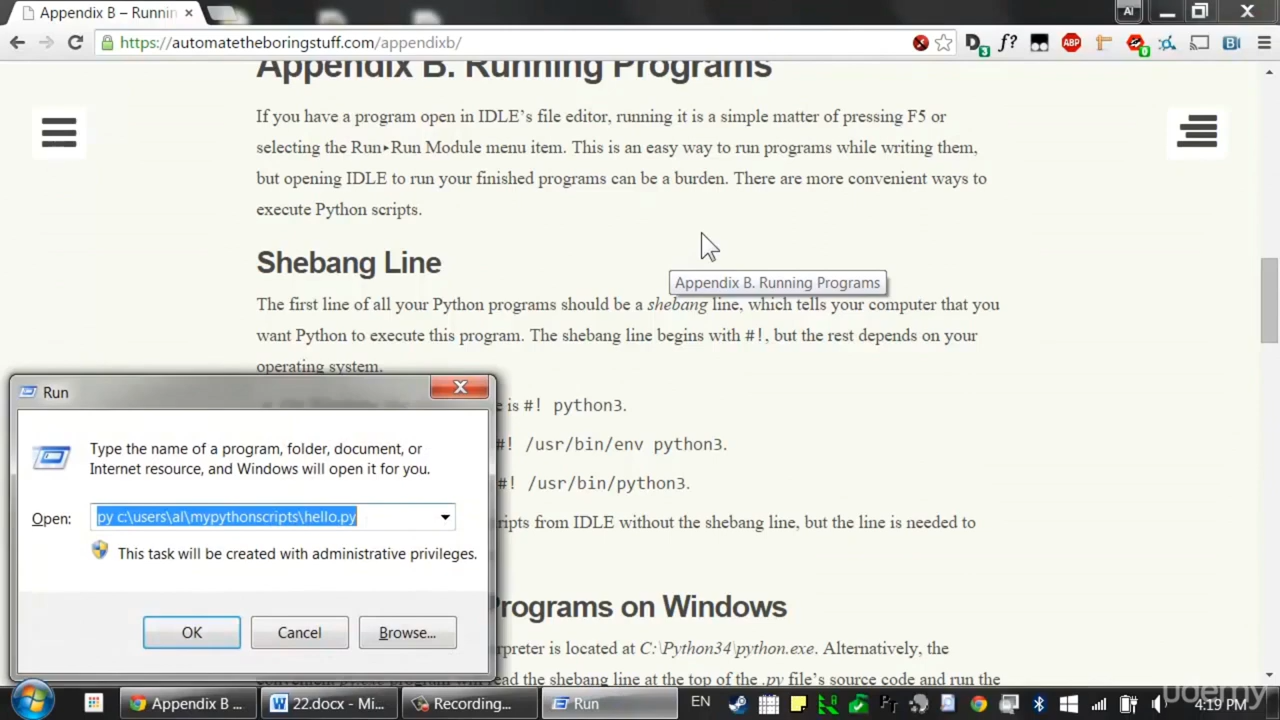 Appendix B – Runnin
Al
https://automatetheboringstuff.com/appendixb/
D 3
f?
ABP
0
Appendix B. Running Programs
If you have a program open in IDLE’s file editor, running it is a simple matter of pressing F5 or
selecting the Run▸Run Module menu item. This is an easy way to run programs while writing them,
but opening IDLE to run your finished programs can be a burden. There are more convenient ways to
execute Python scripts.
Shebang Line
Appendix B. Running Programs
The first line of all your Python programs should be a shebang line, which tells your computer that you
want Python to execute this program. The shebang line begins with #!, but the rest depends on your
operating system.
Run
e is #! python3.
#! /usr/bin/env python3.
#! /usr/bin/python3.
Type the name of a program, folder, document, or
Internet resource, and Windows will open it for you.
Open: py c:\users\al\mypythonscripts\hello.py
ripts from IDLE without the shebang line, but the line is needed to
This task will be created with administrative privileges.
Programs on Windows
OK
Cancel
Browse...
rpreter is located at C:\Python34\python.exe. Alternatively, the
read the shebang line at the top of the .py file’s source code and run the
Appendix B ...
22.docx - Mi...
Recording...
Run
EN
4:19 PM
udemy